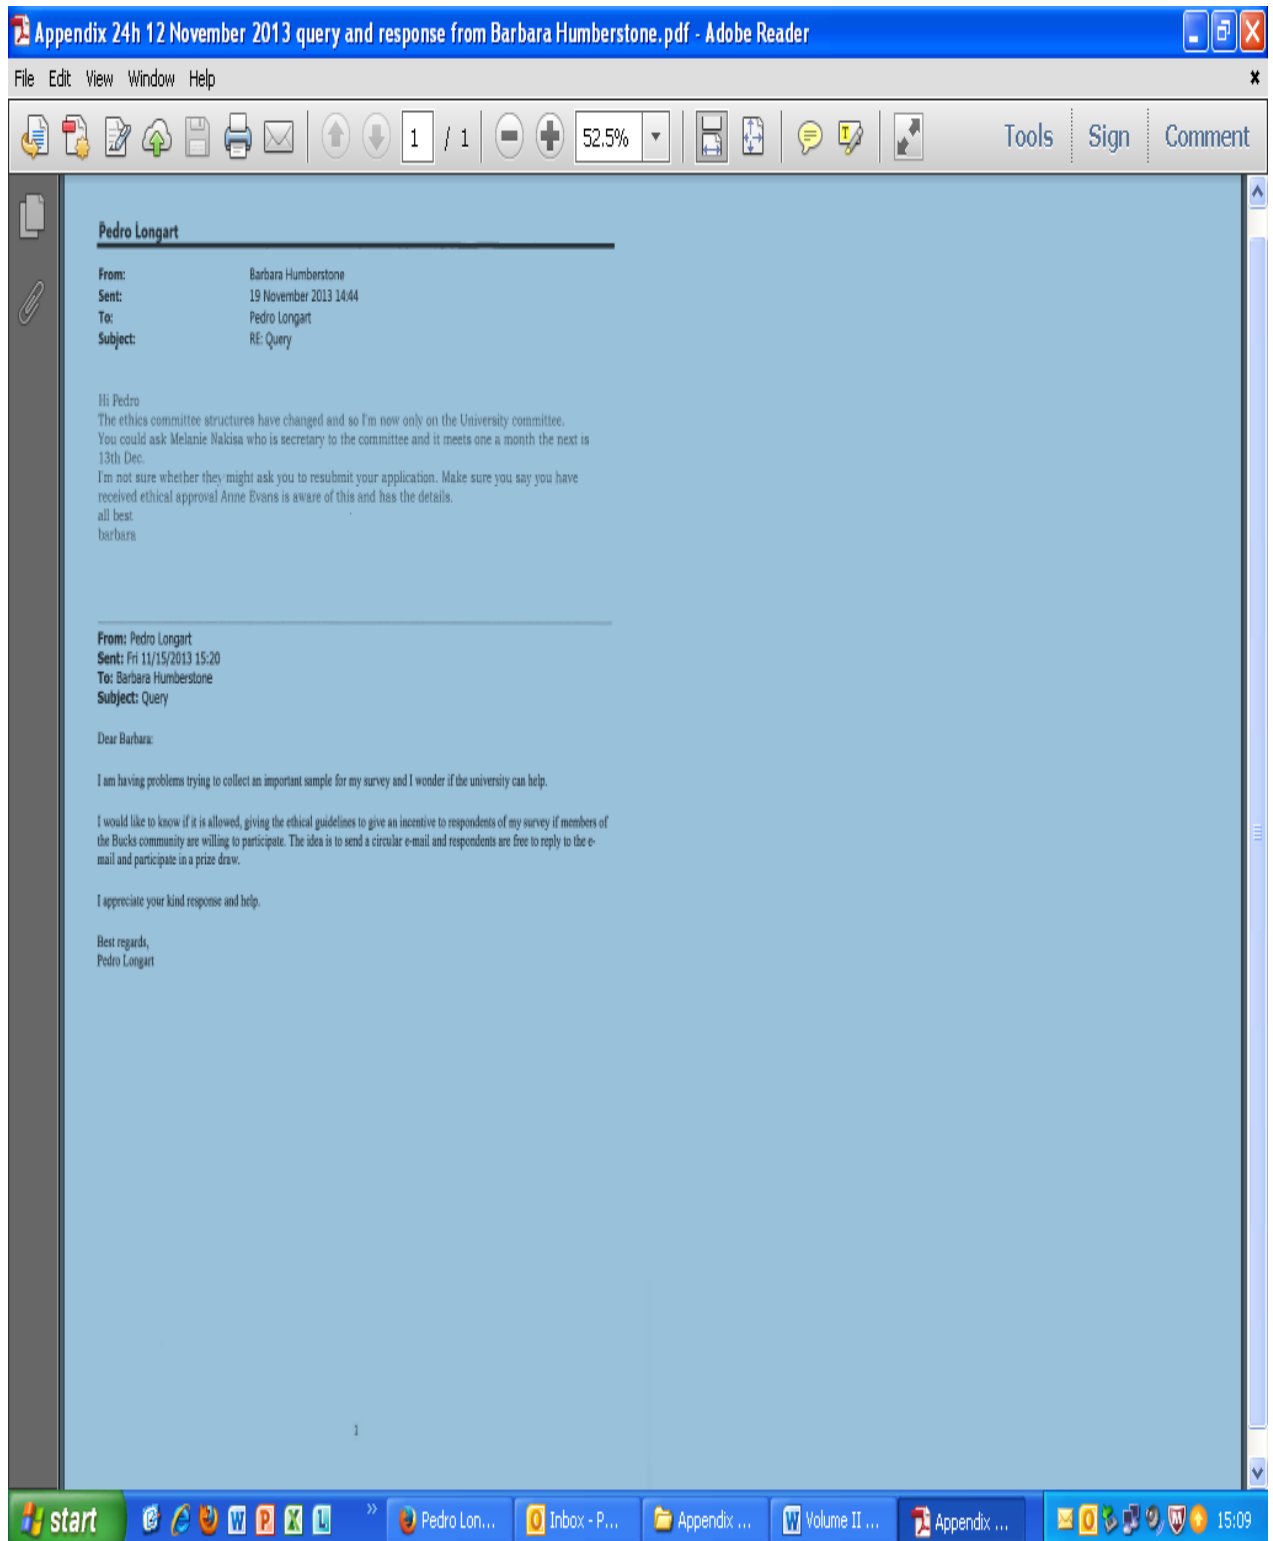 Appendix 24h 12 November 2013 query and response from Barbara Humberstone.pdf - Adobe Reader
File Edit View Window Help
1 / 1 52.5% Tools Sign Comment
Pedro Longart
From: Barbara Humberstone
Sent: 19 November 2013 14:44
To: Pedro Longart
Subject: RE: Query
Hi Pedro
The ethics committee structures have changed and so I'm now only on the University committee.
You could ask Melanie Nakisa who is secretary to the committee and it meets one a month the next is
13th Dec.
I'm not sure whether they might ask you to resubmit your application. Make sure you say you have
received ethical approval Anne Evans is aware of this and has the details.
all best
barbara
From: Pedro Longart
Sent: Fri 11/15/2013 15:20
To: Barbara Humberstone
Subject: Query
Dear Barbara:
I am having problems trying to collect an important sample for my survey and I wonder if the university can help.
I would like to know if it is allowed, giving the ethical guidelines to give an incentive to respondents of my survey if members of
the Bucks community are willing to participate. The idea is to send a circular e-mail and respondents are free to reply to the e-
mail and participate in a prize draw.
I appreciate your kind response and help.
Best regards,
Pedro Longart
1
start Pedro Lon... Inbox - P... Appendix ... Volume II ... Appendix ... 15:09